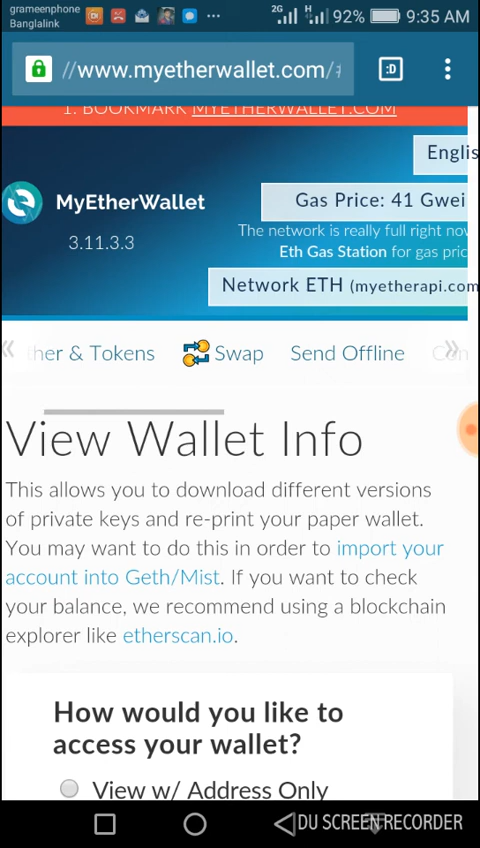 grameenphone
Banglalink
2G
H
92%
9:35 AM
//www.myetherwallet.com/
:D
1. BOOKMARK MYETHERWALLET.COM
Englis
MyEtherWallet
3.11.3.3
Gas Price: 41 Gwei
The network is really full right no
Eth Gas Station for gas pric
Network ETH (myetherapi.com
ther & Tokens
Swap
Send Offline
View Wallet Info
This allows you to download different versions
of private keys and re-print your paper wallet.
You may want to do this in order to import your
account into Geth/Mist. If you want to check
your balance, we recommend using a blockchain
explorer like etherscan.io.
How would you like to
access your wallet?
View w/ Address Only
DU SCREEN RECORDER